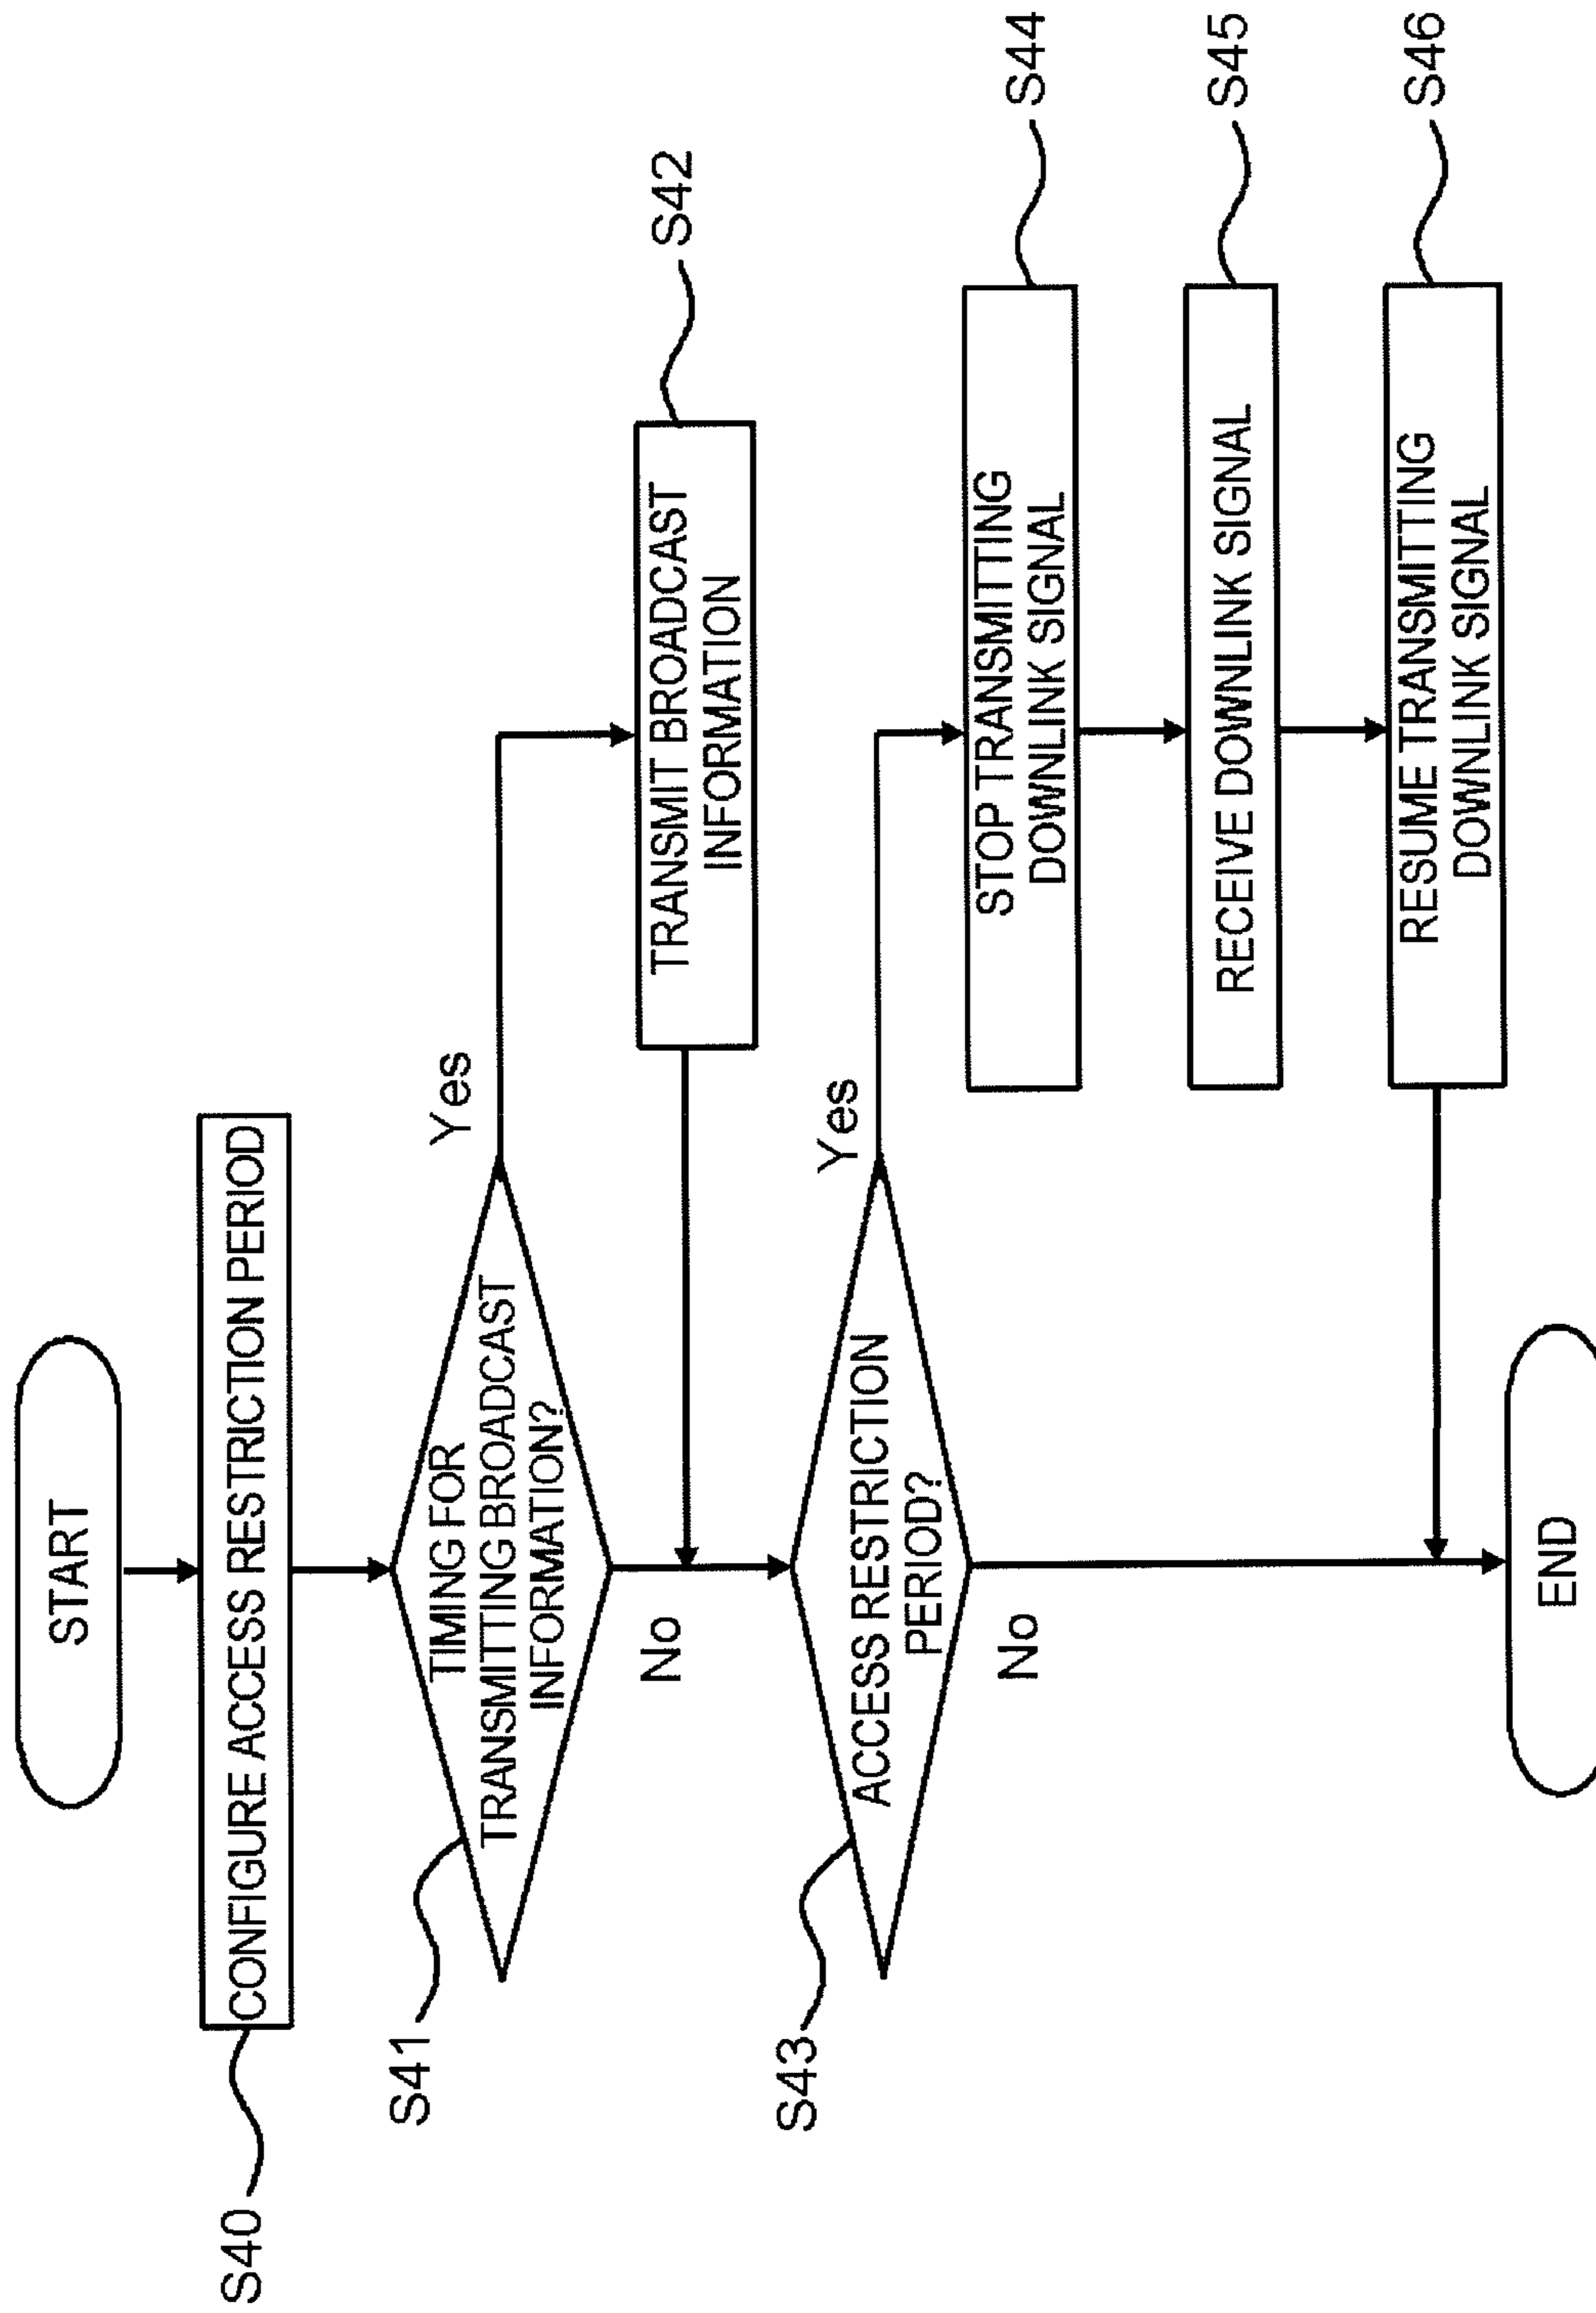 START
S40
CONFIGURE ACCESS RESTRICTION PERIOD
S41
TIMING FOR
TRANSMITTING BROADCAST
INFORMATION?
Yes
No
TRANSMIT BROADCAST
INFORMATION
S42
S43
ACCESS RESTRICTION
PERIOD?
Yes
No
STOP TRANSMITTING
DOWNLINK SIGNAL
S44
RECEIVE DOWNLINK SIGNAL
S45
RESUME TRANSMITTING
DOWNLINK SIGNAL
S46
END